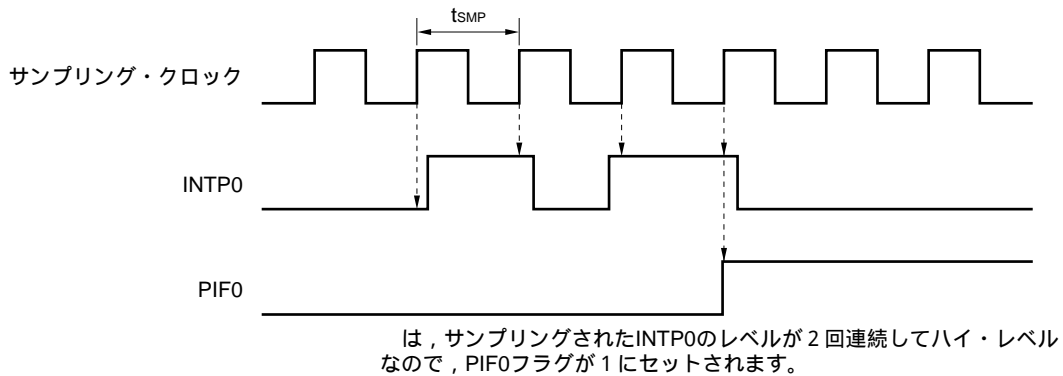 tSMP
サンプリング・クロック
INTP0
PIF0
は，サンプリングされたINTP0のレベルが2回連続してハイ・レベル
なので，PIF0フラグが1にセットされます。